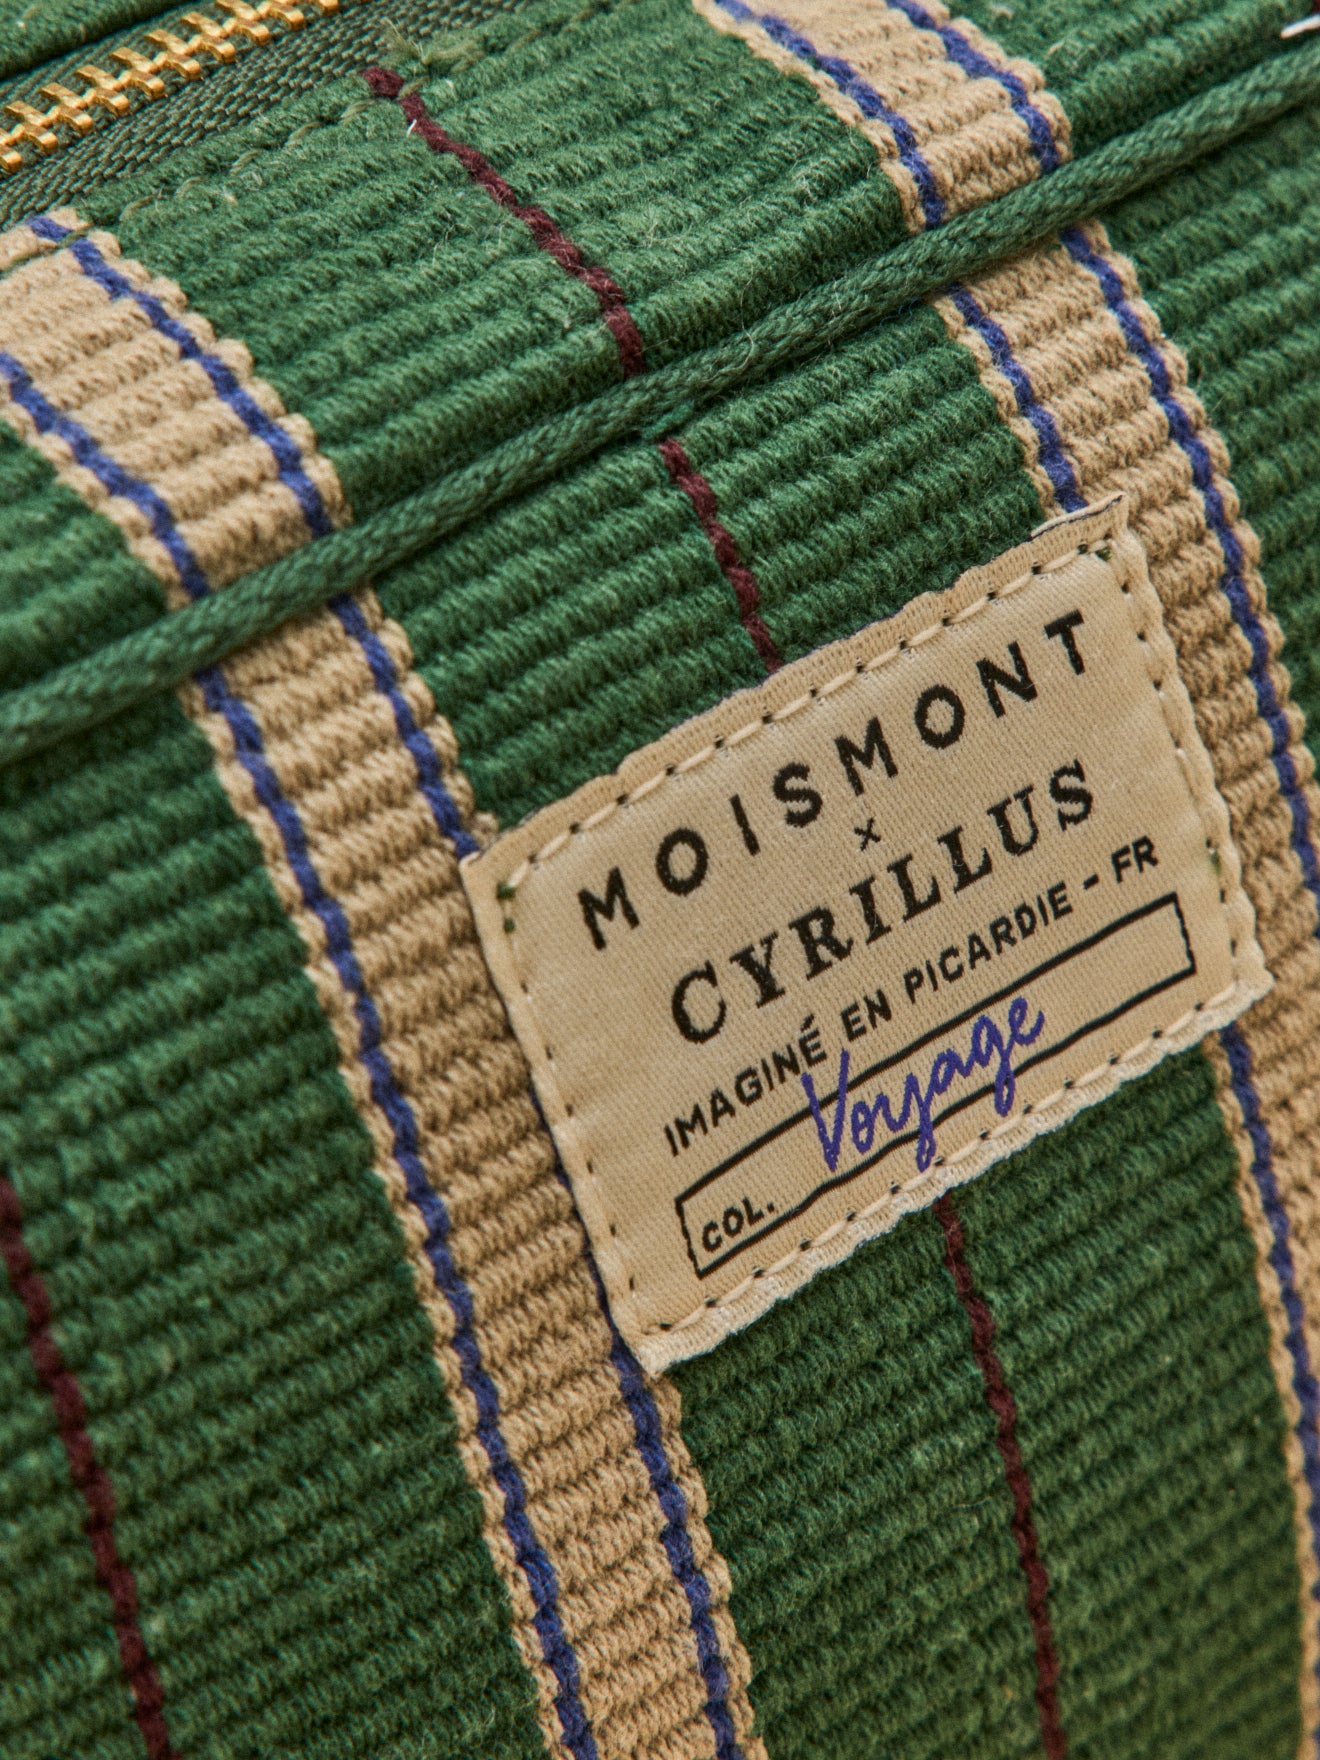 MOISMONT
×
CYRILLUS
IMAGINÉ EN PICARDIE - FR
COL. Voyage